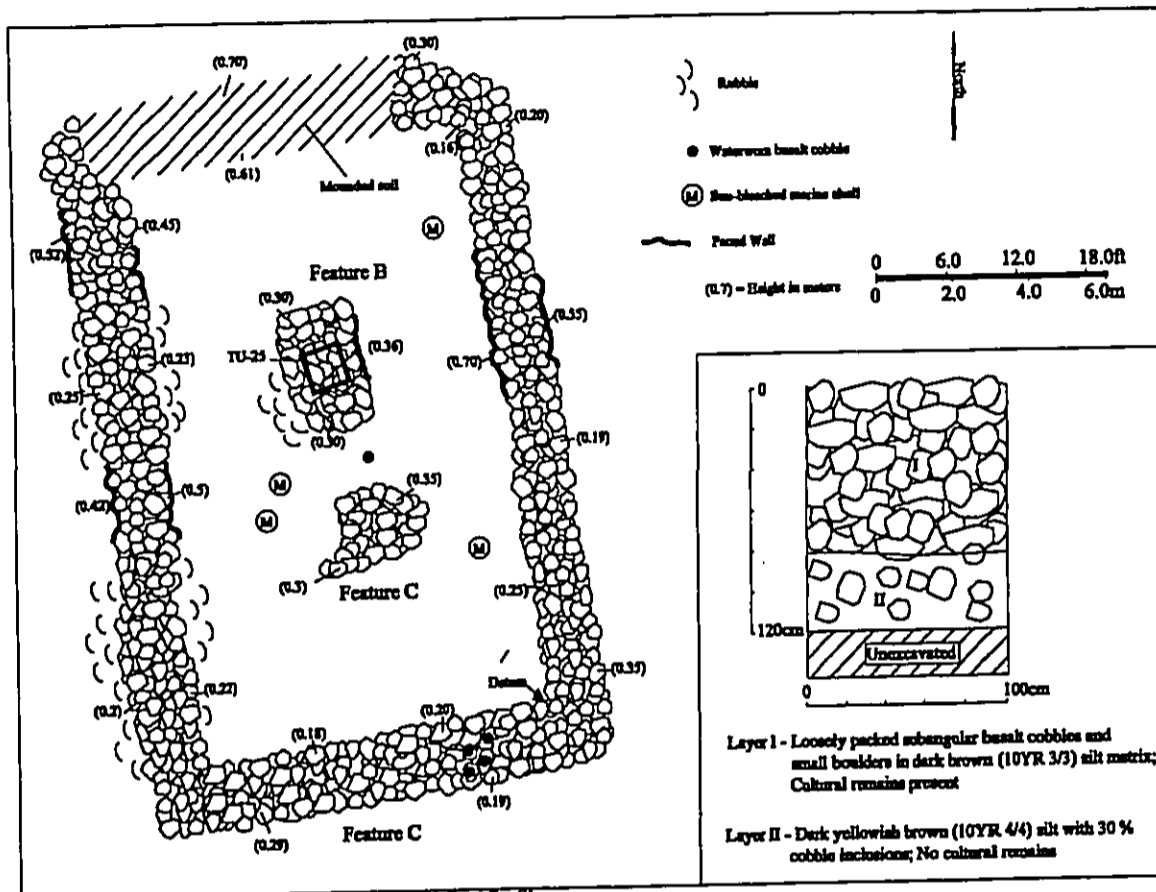 (0.30)
(0.70)
(0.20)
(0.16)
(0.61)
Mounded soil
(0.45)
(0.52)
Feature B
(0.30)
(0.36)
TU-25
(0.30)
(0.35)
(0.70)
(0.23)
(0.25)
(0.19)
(0.5)
(0.42)
(0.35)
(0.3)
Feature C
(0.25)
(0.35)
Datum
(0.22)
(0.2)
(0.20)
(0.18)
(0.19)
(0.29)
Feature C
M
M
M
M
Rubble
North
Waterworn basalt cobble
M
Sun-bleached marine shell
Faced Wall
(0.7) = Height in meters
0 6.0 12.0 18.0ft
0 2.0 4.0 6.0m
0
I
II
120cm
Unexcavated
0 100cm
Layer I - Loosely packed subangular basalt cobbles and
small boulders in dark brown (10YR 3/3) silt matrix;
Cultural remains present
Layer II - Dark yellowish brown (10YR 4/4) silt with 30 %
cobble inclusions; No cultural remains